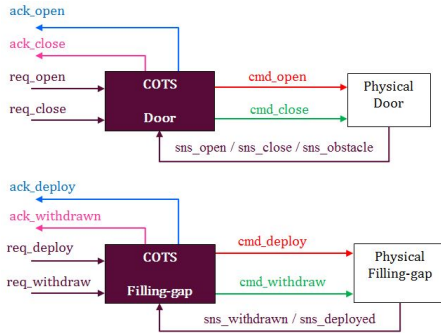 ack_open
ack_close
req_open
req_close
COTS
Door
cmd_open
cmd_close
Physical
Door
sns_open / sns_close / sns_obstacle
ack_deploy
ack_withdrawn
req_deploy
req_withdraw
COTS
Filling-gap
cmd_deploy
cmd_withdraw
Physical
Filling-gap
sns_withdrawn / sns_deployed